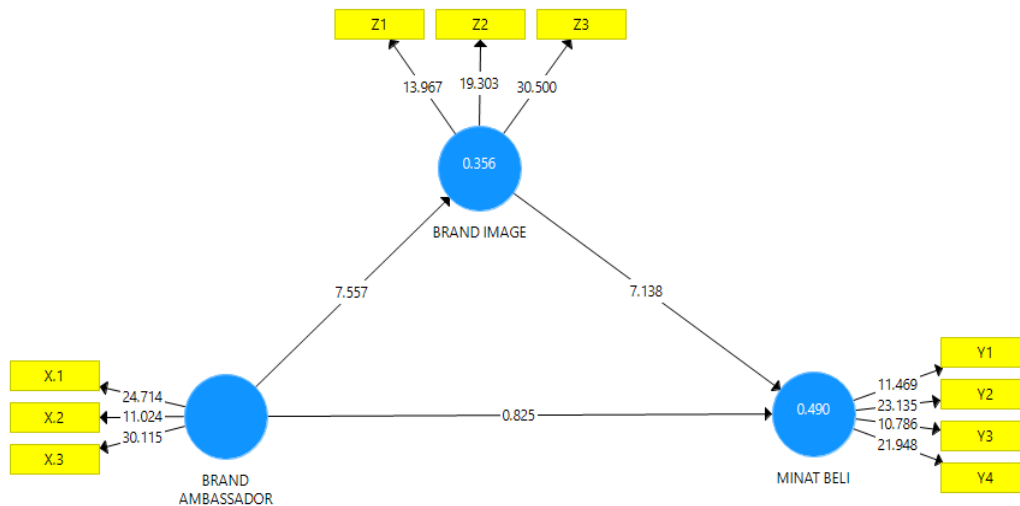 Z1
Z2
Z3
13.967
19.303
30.500
0.356
BRAND IMAGE
7.557
7.138
X.1
X.2
X.3
24.714
11.024
30.115
BRAND
AMBASSADOR
0.825
0.490
MINAT BELI
11.469
23.135
10.786
21.948
Y1
Y2
Y3
Y4